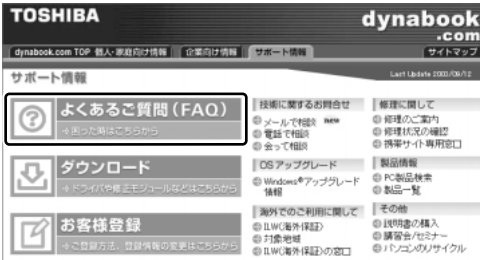 TOSHIBA
dynabook
.com
dynabook.com TOP 個人・家庭向け情報
企業向け情報
サポート情報
サイトマップ
サポート情報
Last Update 2003/09/12
よくあるご質問(FAQ)
+困った時はこちらから
ダウンロード
+ドライバや修正モジュールなどはこちらから
お客様登録
+ご登録方法、登録情報の変更はこちらから
技術に関するお問合せ
メールで相談 new
電話で相談
会って相談
OSアップグレード
Windows®アップグレード
情報
海外でのご利用に関して
ILW(海外保証)
対象地域
ILW(海外保証)の窓口
修理に関して
修理のご案内
修理状況の確認
携帯サイト専用窓口
製品情報
PC製品検索
製品一覧
その他
説明書の購入
講習会/セミナー
パソコンのリサイクル